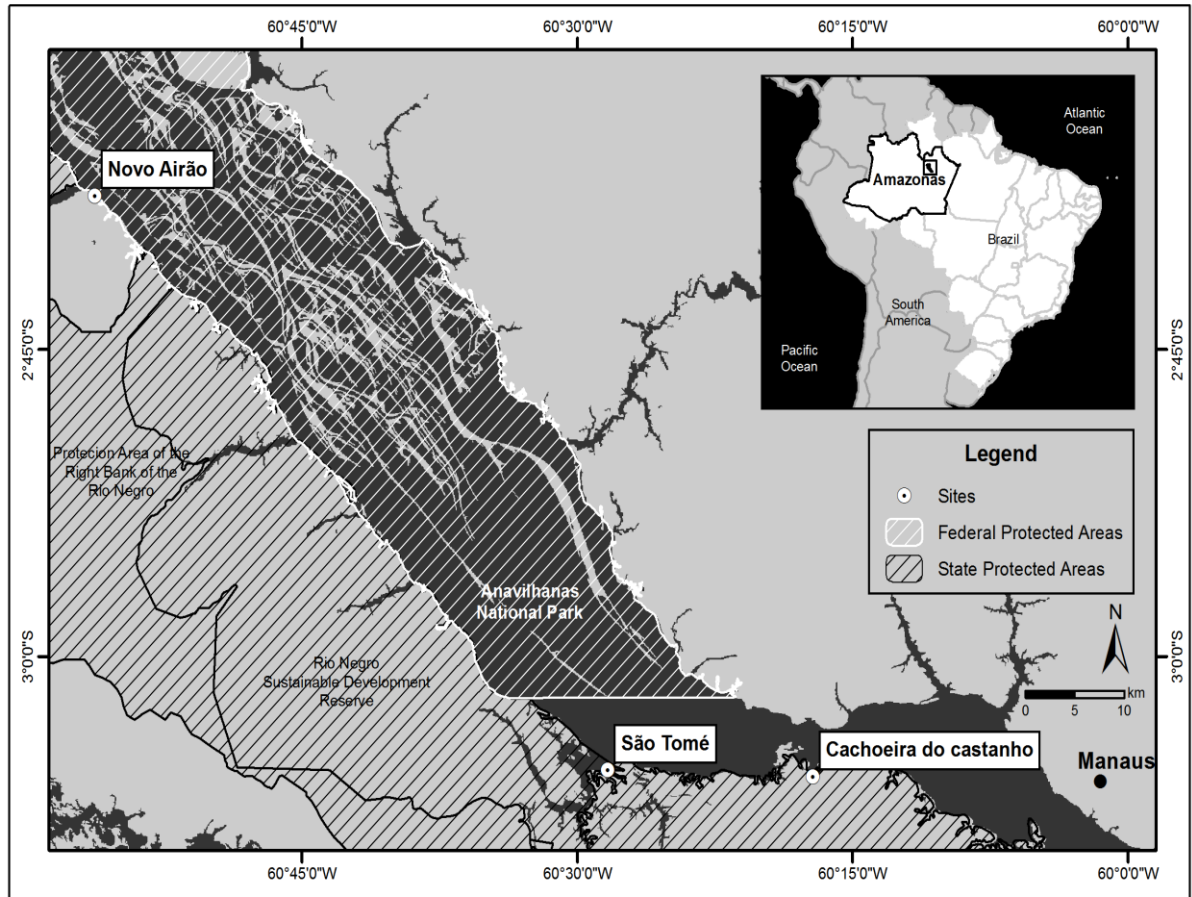 60°45'0"W
60°30'0"W
60°15'0"W
60°0'0"W
Novo Airão
Atlantic
Ocean
Amazonas
Brazil
South
America
Pacific
Ocean
2°45'0"S
2°45'0"S
Protecion Area of the
Right Bank of the
Rio Negro
Legend
Sites
Federal Protected Areas
State Protected Areas
Anavilhanas
National Park
N
3°0'0"S
3°0'0"S
Rio Negro
Sustainable Development
Reserve
km
0 5 10
São Tomé
Cachoeira do castanho
Manaus
60°45'0"W
60°30'0"W
60°15'0"W
60°0'0"W